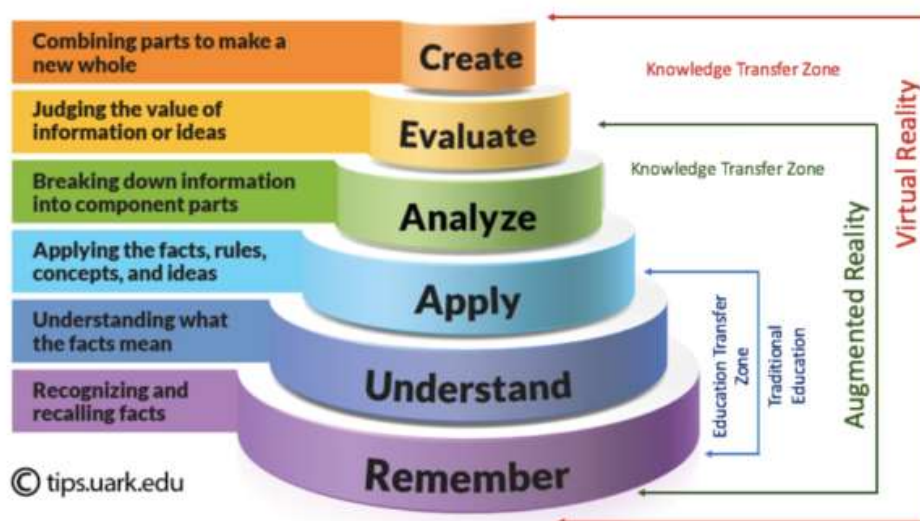 Combining parts to make a
new whole
Create
Knowledge Transfer Zone
Judging the value of
information or ideas
Evaluate
Knowledge Transfer Zone
Breaking down information
into component parts
Analyze
Applying the facts, rules,
concepts, and ideas
Apply
Understanding what
the facts mean
Understand
Recognizing and
recalling facts
Remember
Education Transfer
Zone
Traditional
Education
Augmented Reality
Virtual Reality
© tips.uark.edu